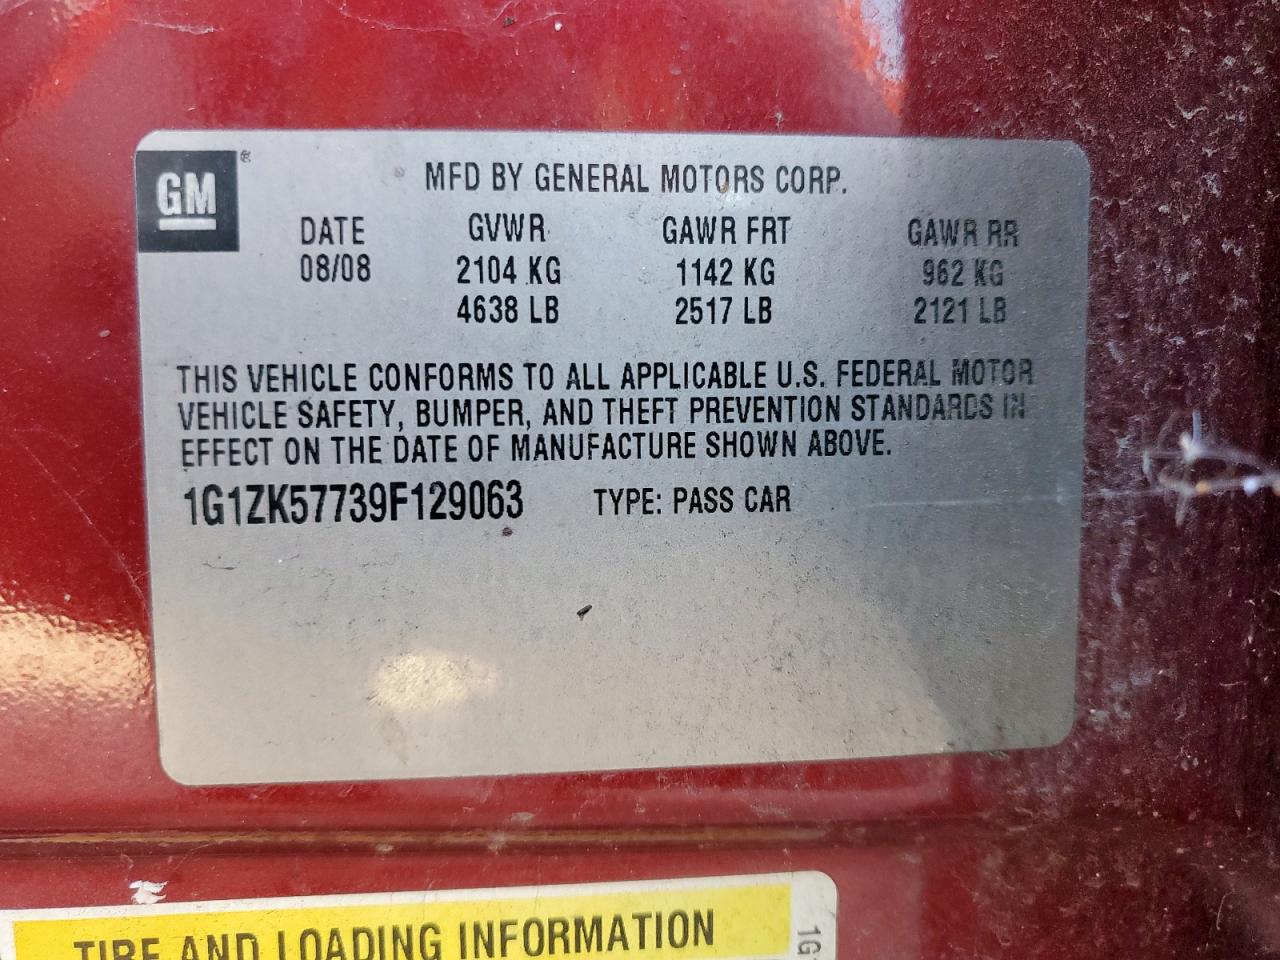 GM ®
MFD BY GENERAL MOTORS CORP.
DATE GVWR GAWR FRT GAWR RR
08/08 2104 KG 1142 KG 962 KG
4638 LB 2517 LB 2121 LB
THIS VEHICLE CONFORMS TO ALL APPLICABLE U.S. FEDERAL MOTOR
VEHICLE SAFETY, BUMPER, AND THEFT PREVENTION STANDARDS IN
EFFECT ON THE DATE OF MANUFACTURE SHOWN ABOVE.
1G1ZK57739F129063 TYPE: PASS CAR
TIRE AND LOADING INFORMATION
1G